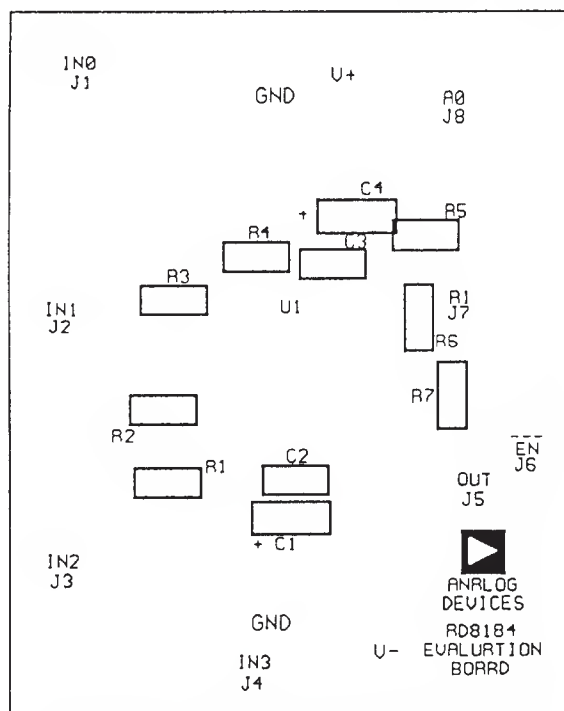 IN0
J1
V+
GND
A0
J8
C4
+
R5
R4
C3
R3
IN1
J2
U1
A1
J7
R6
R7
R2
R1
C2
EN
J6
OUT
J5
+ C1
IN2
J3
ANALOG
DEVICES
GND
AD8184
EVALUATION
BOARD
V-
IN3
J4